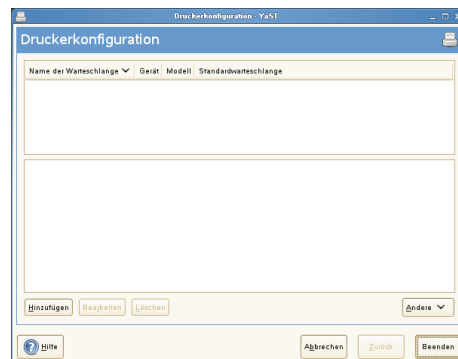 Druckerkonfiguration - YaST
Druckerkonfiguration
Name der Warteschlange Gerät Modell Standardwarteschlange
Hinzufügen Bearbeiten Löschen Andere
Hilfe Abbrechen Zurück Beenden